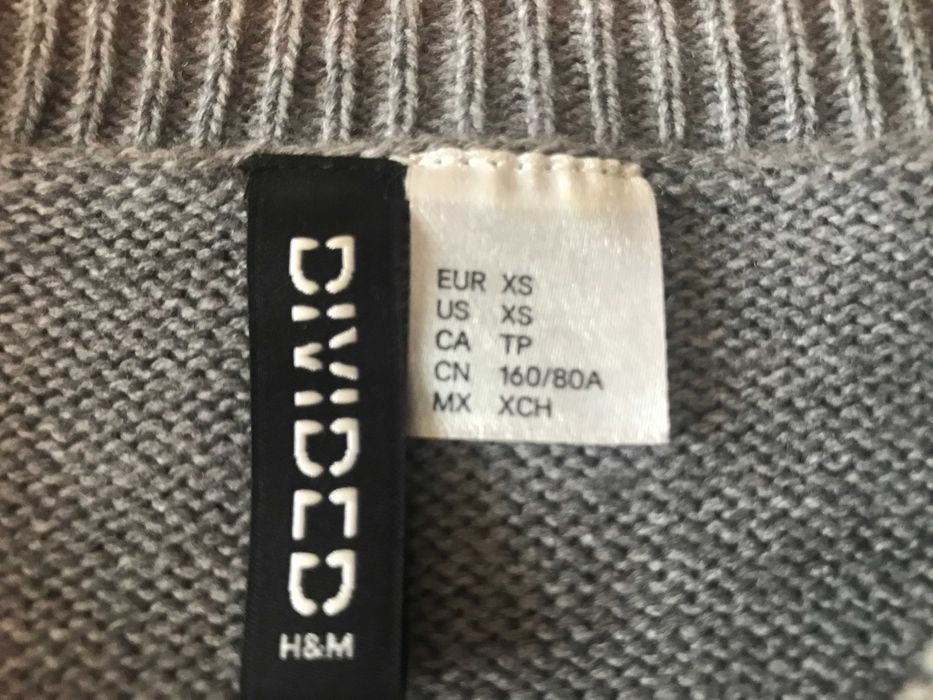 DIVIDED
H&M
EUR XS
US XS
CA TP
CN 160/80A
MX XCH